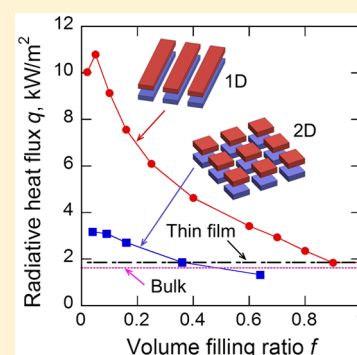 12
10
8
6
4
2
0
Radiative heat flux q, kW/m²
1D
2D
Thin film
Bulk
0 0.2 0.4 0.6 0.8
Volume filling ratio f